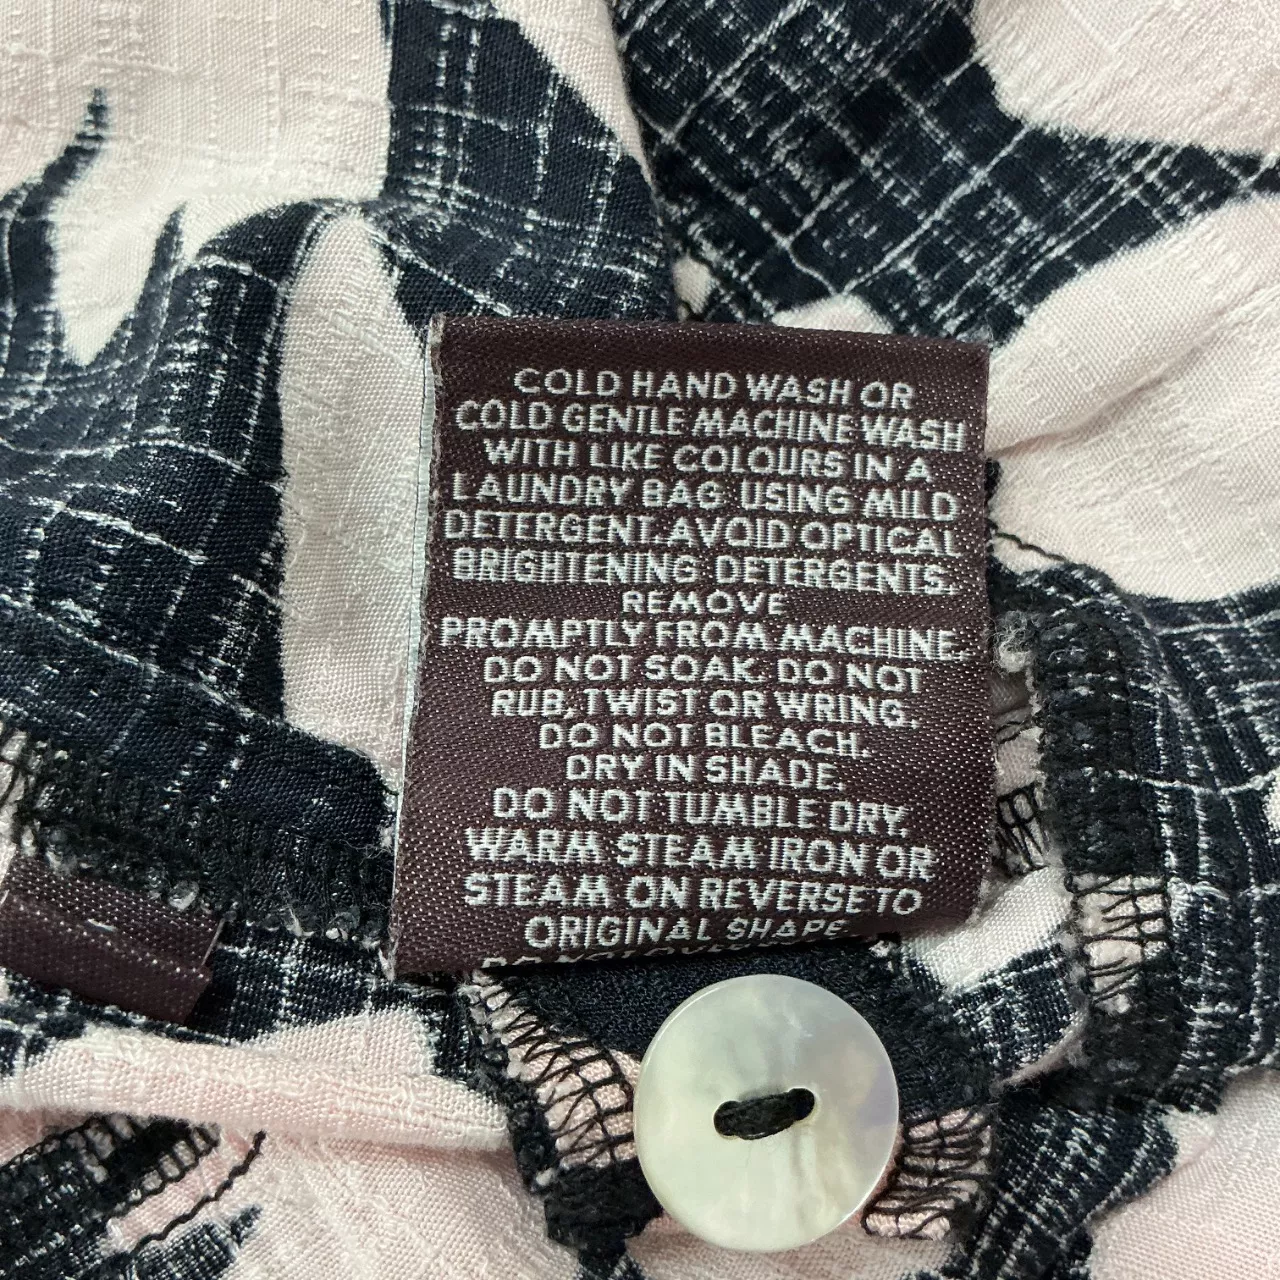 COLD HAND WASH OR
COLD GENTLE MACHINE WASH
WITH LIKE COLOURS IN A
LAUNDRY BAG USING MILD
DETERGENT. AVOID OPTICAL
BRIGHTENING DETERGENTS.
REMOVE
PROMPTLY FROM MACHINE.
DO NOT SOAK. DO NOT
RUB, TWIST OR WRING.
DO NOT BLEACH.
DRY IN SHADE.
DO NOT TUMBLE DRY.
WARM STEAM IRON OR
STEAM ON REVERSE TO
ORIGINAL SHAPE.
DO NOT